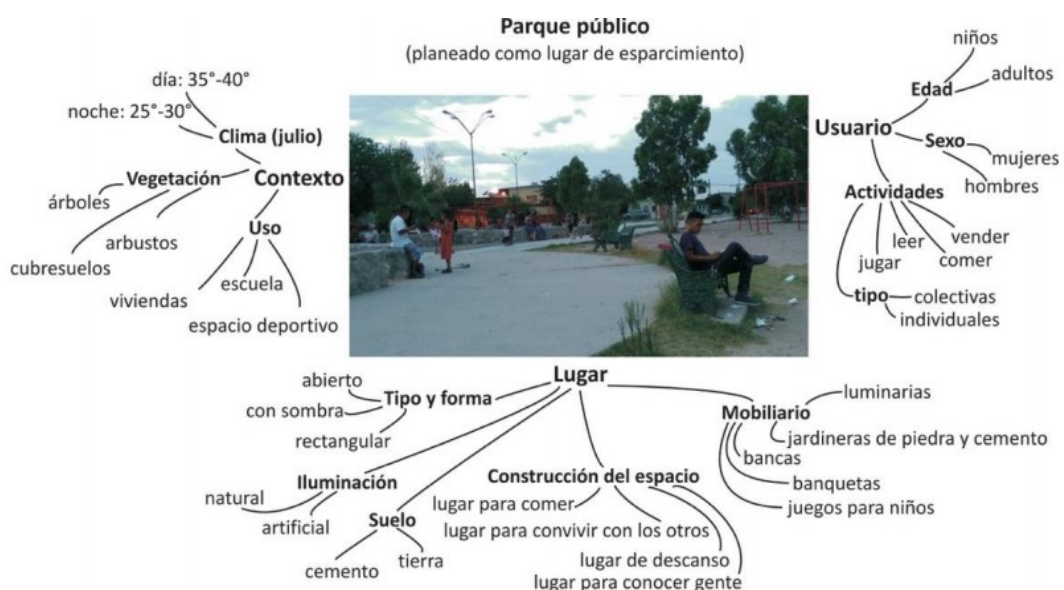 Parque público
(planeado como lugar de esparcimiento)
día: 35°-40°
noche: 25°-30°
Clima (julio)
Vegetación
Contexto
árboles
arbustos
cubresuelos
Uso
viviendas
escuela
espacio deportivo
niños
adultos
Edad
Usuario
Sexo
mujeres
hombres
Actividades
leer
vender
jugar
comer
tipo
colectivas
individuales
Lugar
abierto
Tipo y forma
con sombra
rectangular
Iluminación
natural
artificial
Suelo
cemento
tierra
Construcción del espacio
lugar para comer
lugar para convivir con los otros
lugar de descanso
lugar para conocer gente
luminarias
Mobiliario
jardineras de piedra y cemento
bancas
banquetas
juegos para niños